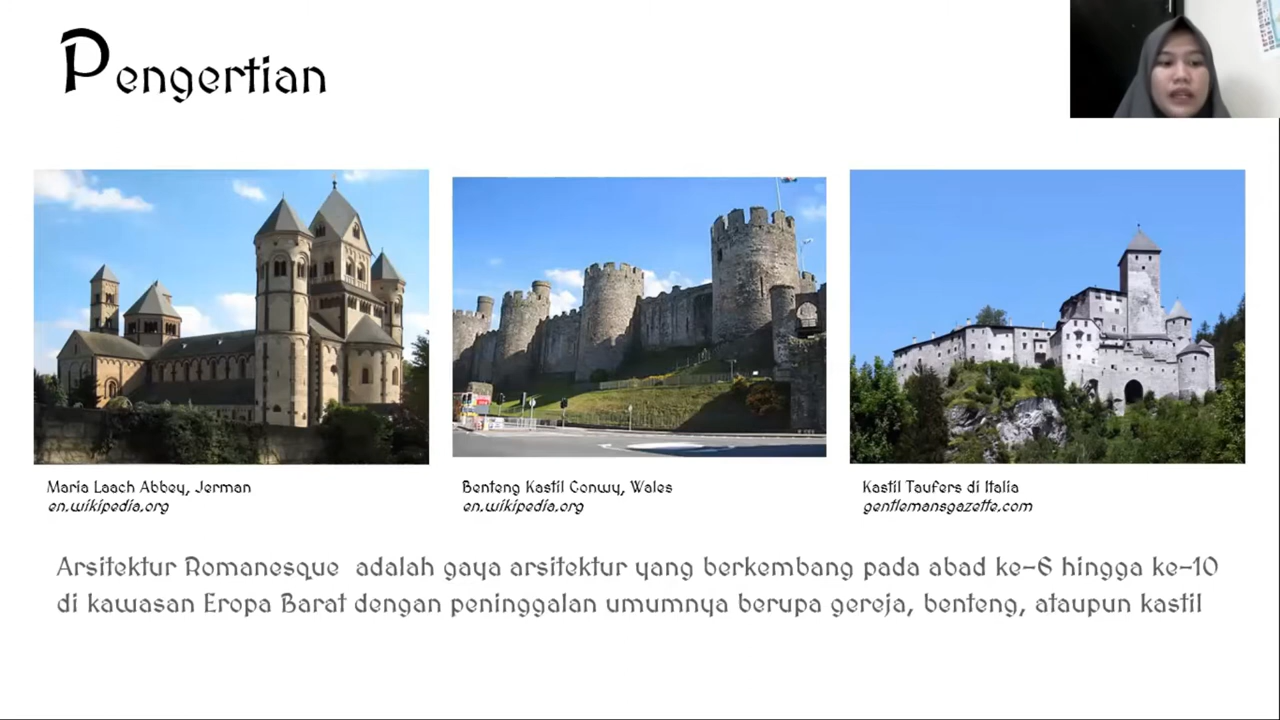 Pengertian
Maria Laach Abbey, Jerman
en.wikipedia.org
Benteng Kastil Conwy, Wales
en.wikipedia.org
Kastil Taufers di Italia
gentlemansgazette.com
Arsitektur Romanesque adalah gaya arsitektur yang berkembang pada abad ke-6 hingga ke-10
di kawasan Eropa Barat dengan peninggalan umumnya berupa gereja, benteng, ataupun kastil